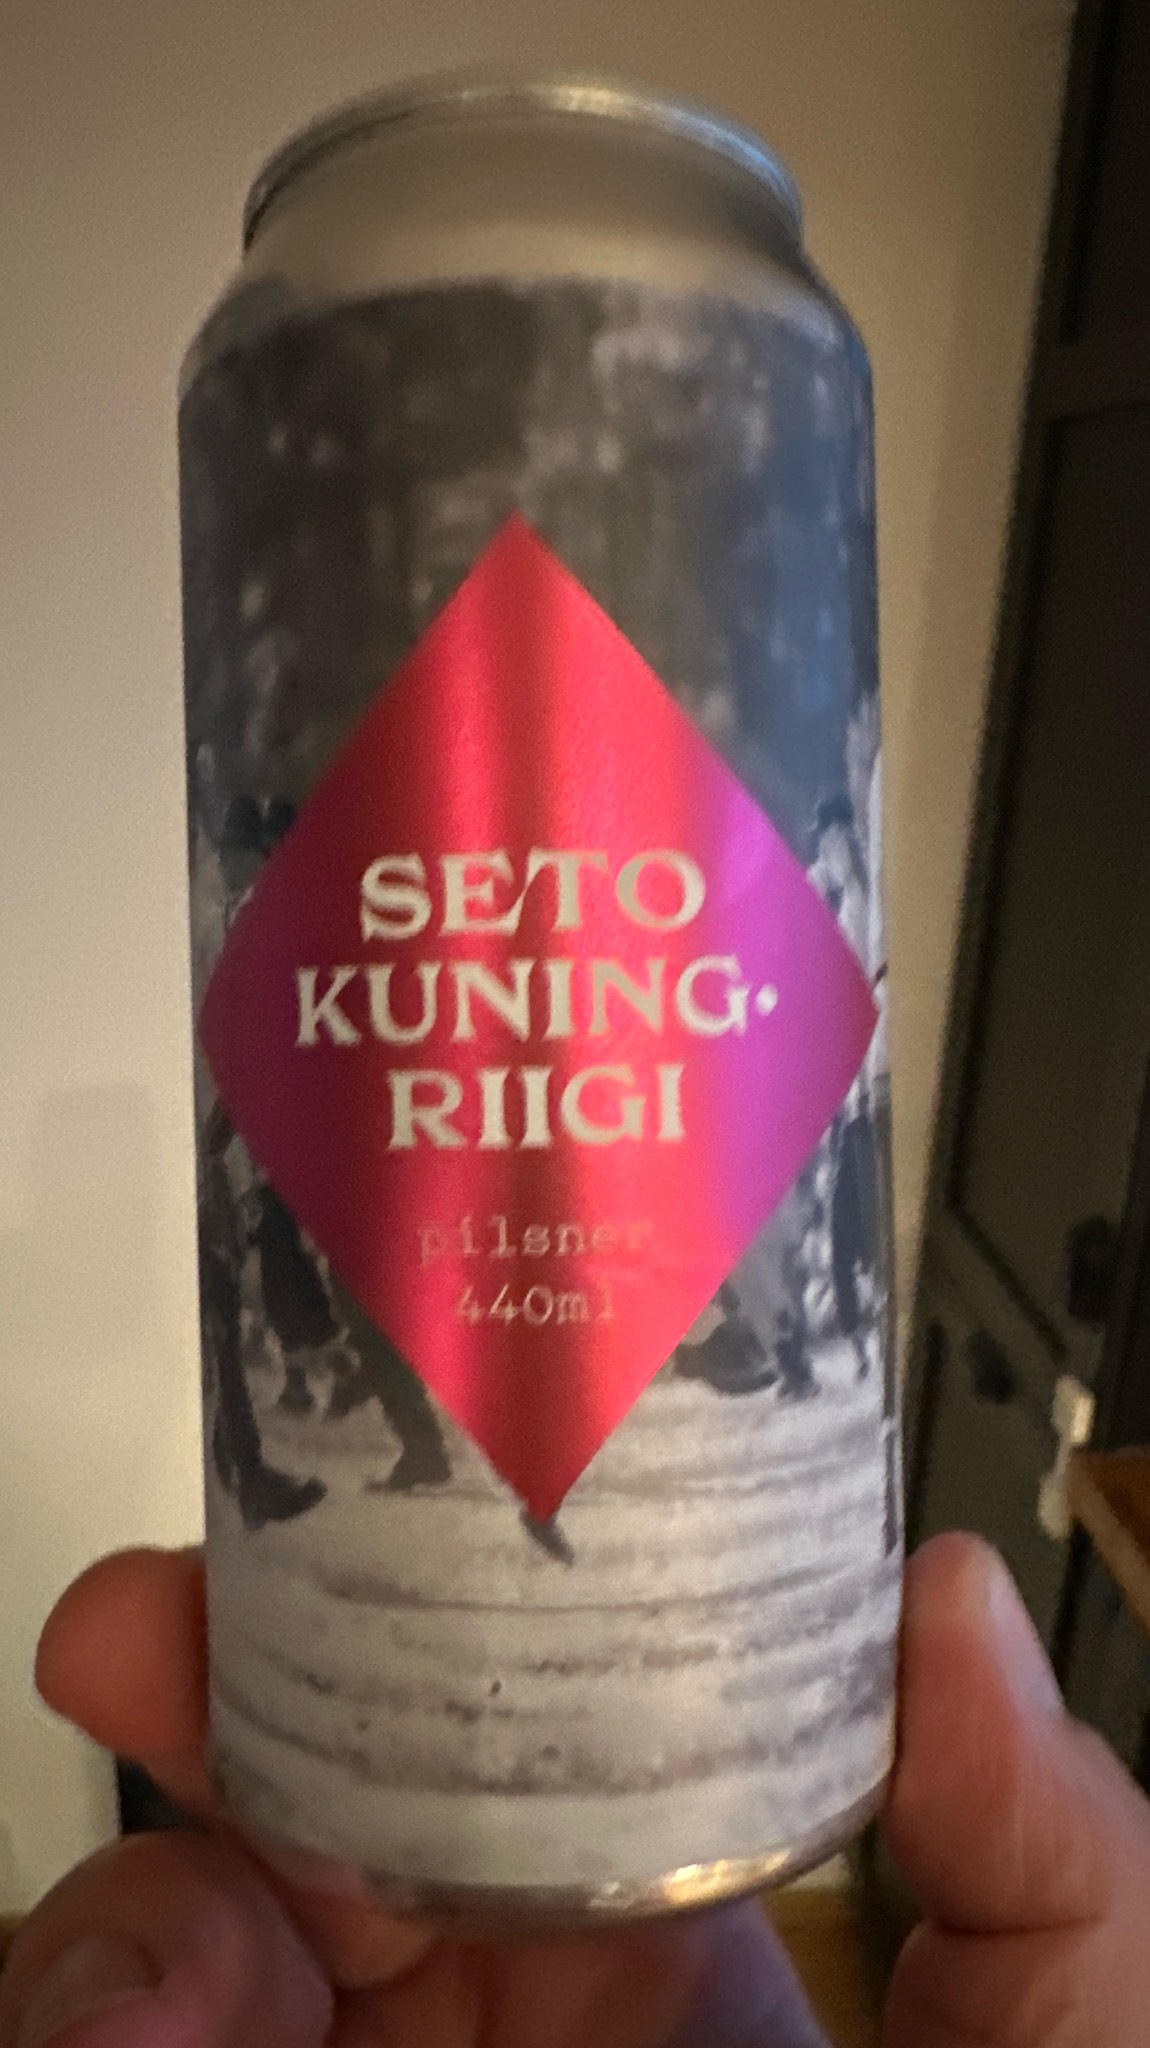 SETO
KUNING·
RIIGI
pilsner
440ml